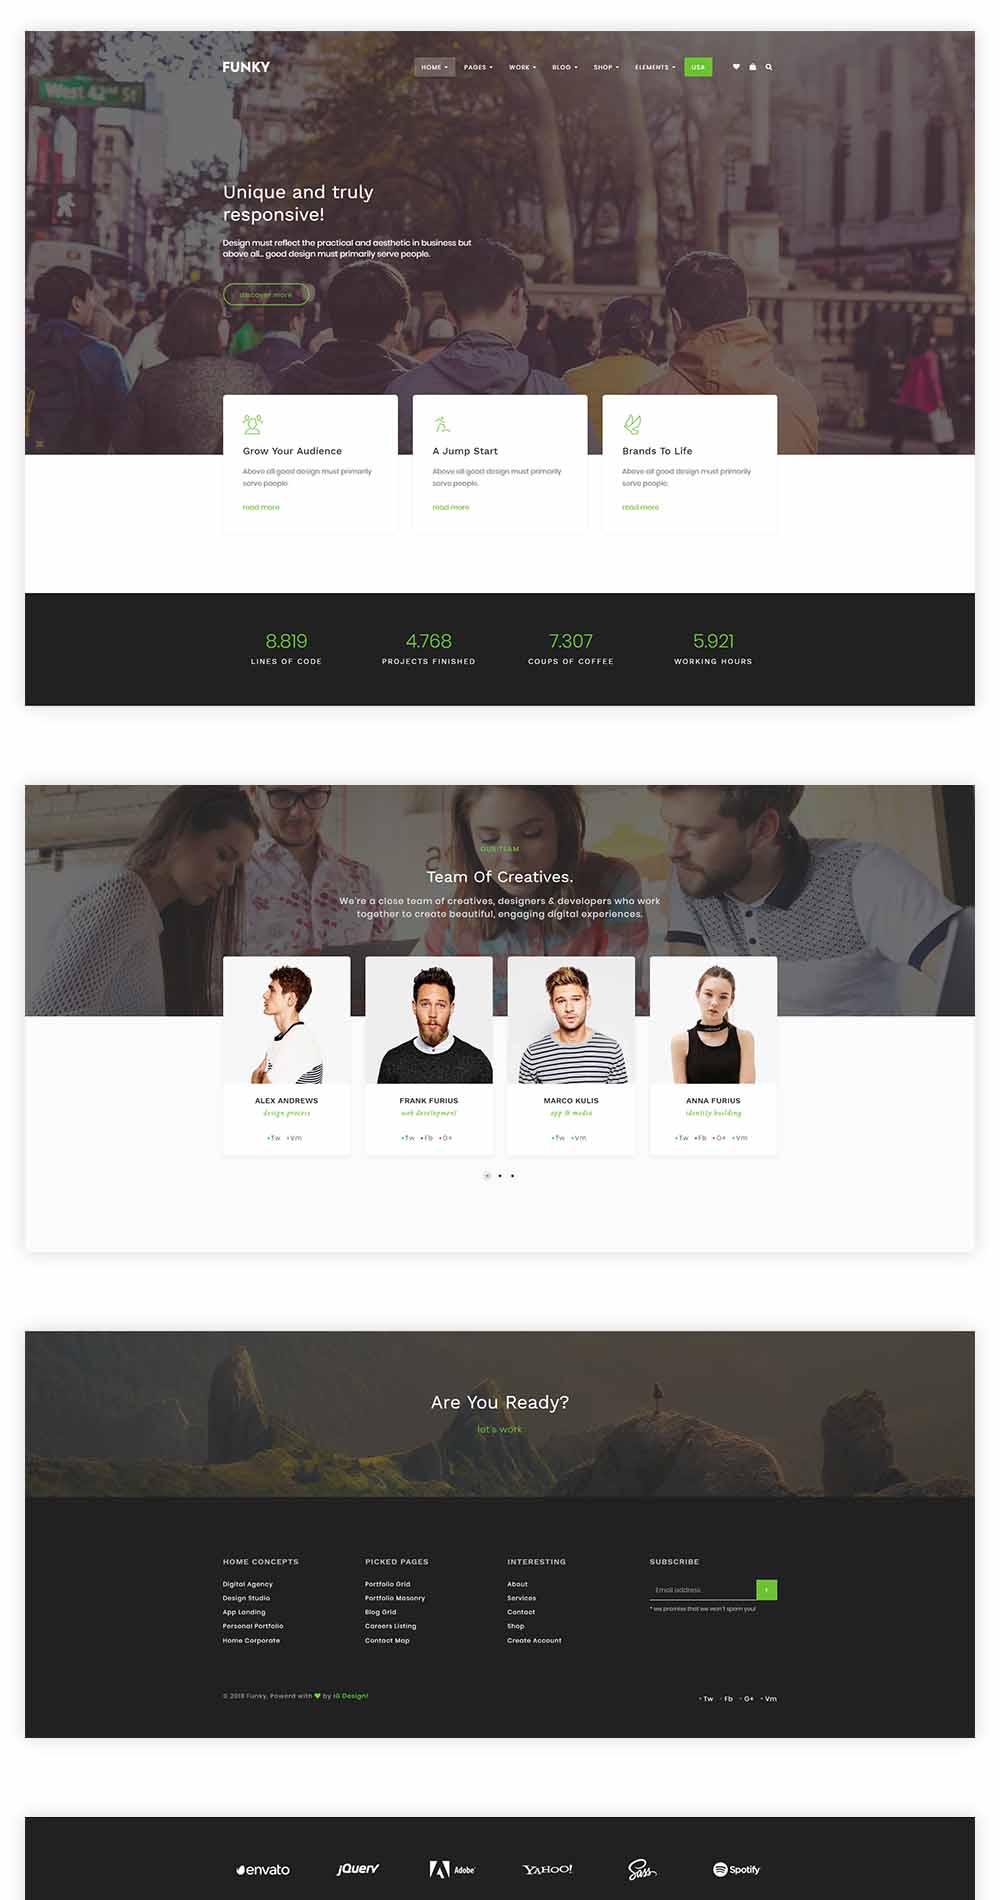 West 42nd St
FUNKY
HOME PAGES WORK BLOG SHOP ELEMENTS USA
Unique and truly
responsive!
Design must reflect the practical and aesthetic in business but
above all... good design must primarily serve people.
discover more
Grow Your Audience
Above all good design must primarily
serve people.
read more
A Jump Start
Above all good design must primarily
serve people.
read more
Brands To Life
Above all good design must primarily
serve people.
read more
8.819
LINES OF CODE
4.768
PROJECTS FINISHED
7.307
COUPS OF COFFEE
5.921
WORKING HOURS
OUR TEAM
Team Of Creatives.
We're a close team of creatives, designers & developers who work
together to create beautiful, engaging digital experiences.
ALEX ANDREWS
design process
Tw Vm
FRANK FURIUS
web development
Tw Fb G+
MARCO KULIS
app & media
Tw Vm
ANNA FURIUS
identity building
Tw Fb G+ Vm
Are You Ready?
let's work
HOME CONCEPTS
Digital Agency
Design Studio
App Landing
Personal Portfolio
Home Corporate
PICKED PAGES
Portfolio Grid
Portfolio Masonry
Blog Grid
Careers Listing
Contact Map
INTERESTING
About
Services
Contact
Shop
Create Account
SUBSCRIBE
Email address
* we promise that we won't spam you!
© 2018 Funky, Powerd with ♥ by IG Design!
Tw Fb G+ Vm
envato
jQuery
Adobe
YAHOO!
Sass
Spotify